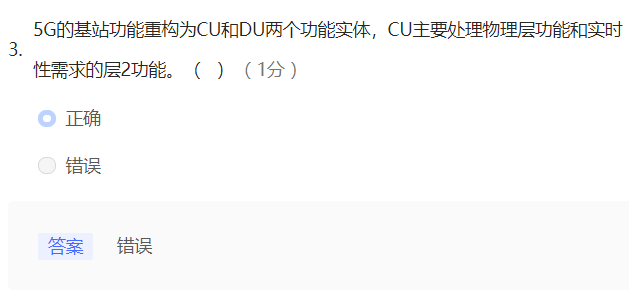 3.
5G的基站功能重构为CU和DU两个功能实体，CU主要处理物理层功能和实时
性需求的层2功能。（ ）（ 1分 ）
正确
错误
答案 错误